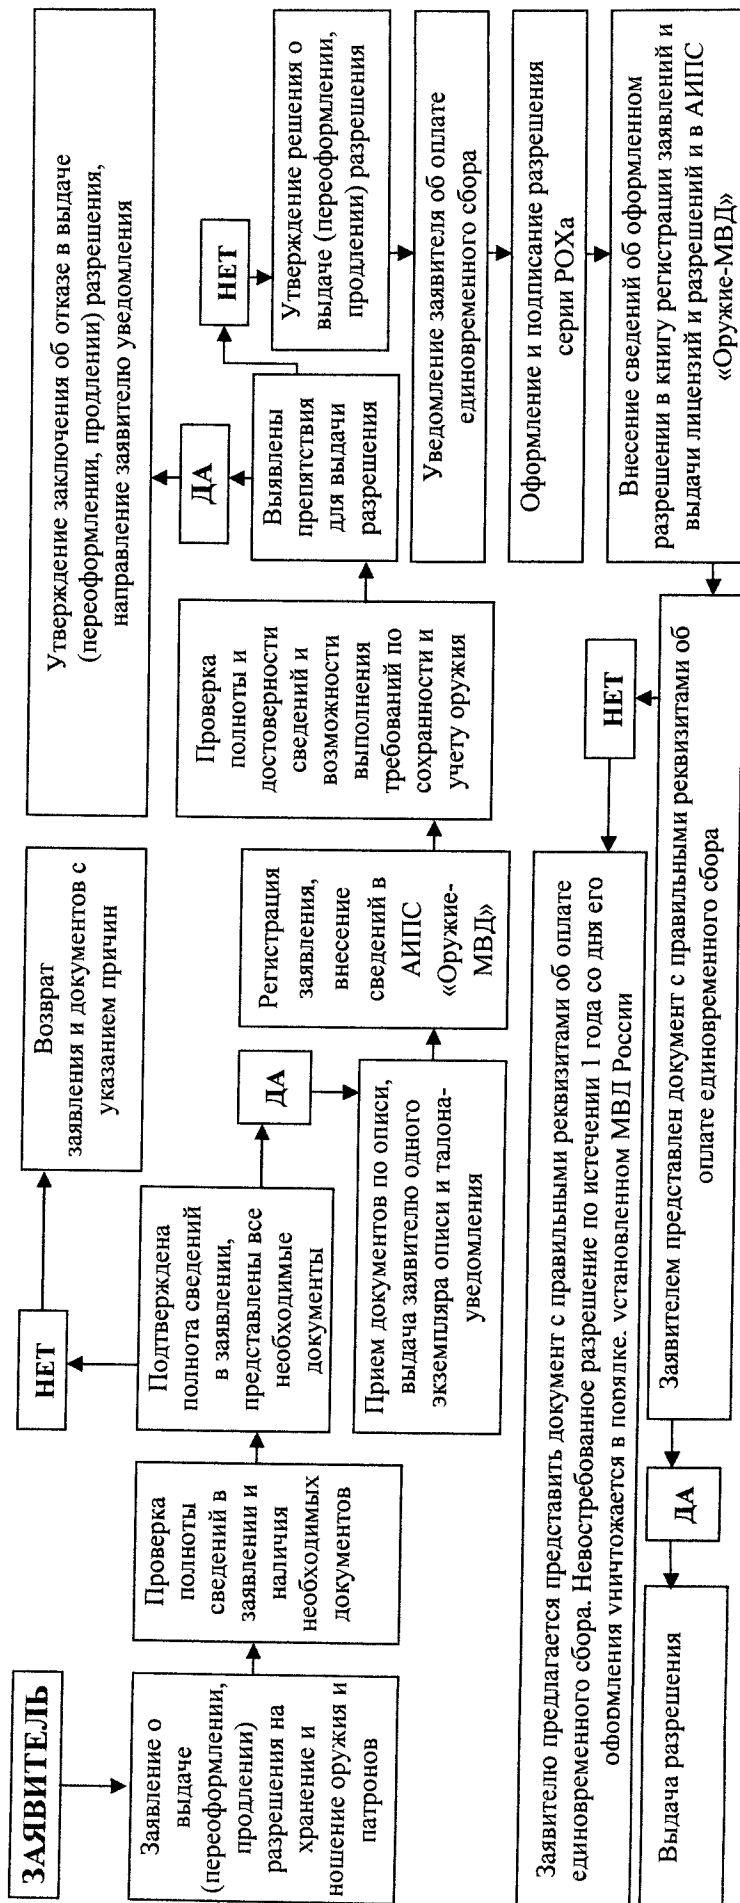 ЗАЯВИТЕЛЬ
Заявление о
выдаче
(переоформлении,
продлении)
разрешения на
хранение и
ношение оружия и
патронов
Проверка
полноты
сведений в
заявлении и
наличия
необходимых
документов
НЕТ
Подтверждена
полнота сведений
в заявлении,
представлены все
необходимые
документы
Возврат
заявления и документов с
указанием причин
ДА
Прием документов по описи,
выдача заявителю одного
экземпляра описи и талона-
уведомления
Регистрация
заявления,
внесение
сведений в
АИПС
«Оружие-
МВД»
Проверка
полноты и
достоверности
сведений и
возможности
выполнения
требований по
сохранности и
учету оружия
Выявлены
препятствия
для выдачи
разрешения
ДА
Утверждение заключения об отказе в выдаче
(переоформлении, продлении) разрешения,
направление заявителю уведомления
НЕТ
Утверждение решения о
выдаче (переоформлении,
продлении) разрешения
Уведомление заявителя об оплате
единовременного сбора
Оформление и подписание разрешения
серии РОХа
Внесение сведений об оформленном
разрешении в книгу регистрации заявлений и
выдачи лицензий и разрешений и в АИПС
«Оружие-МВД»
Заявителем представлен документ с правильными реквизитами об
оплате единовременного сбора
НЕТ
Заявителю предлагается представить документ с правильными реквизитами об оплате
единовременного сбора. Невостребованное разрешение по истечении 1 года со дня его
оформления уничтожается в порядке, установленном МВД России
ДА
Выдача разрешения